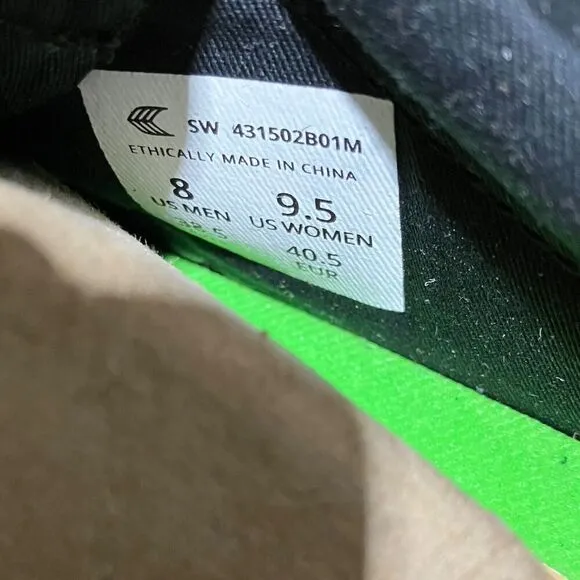 SW 431502B01M
ETHICALLY MADE IN CHINA
8 9.5
US MEN US WOMEN
40.5
EUR